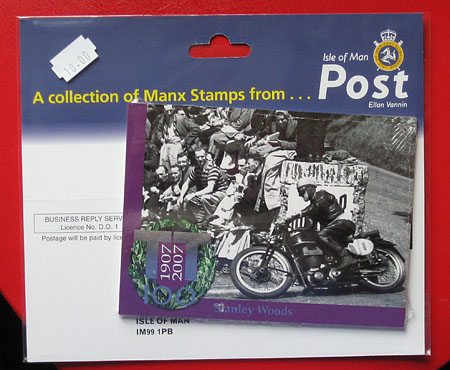 10.00
Isle of Man
Post
Ellan Vannin
A collection of Manx Stamps from . . .
BUSINESS REPLY SERV
Licence No. D.O. 1
Postage will be paid by lice
1907
2007
Stanley Woods
ISLE OF MAN
IM99 1PB